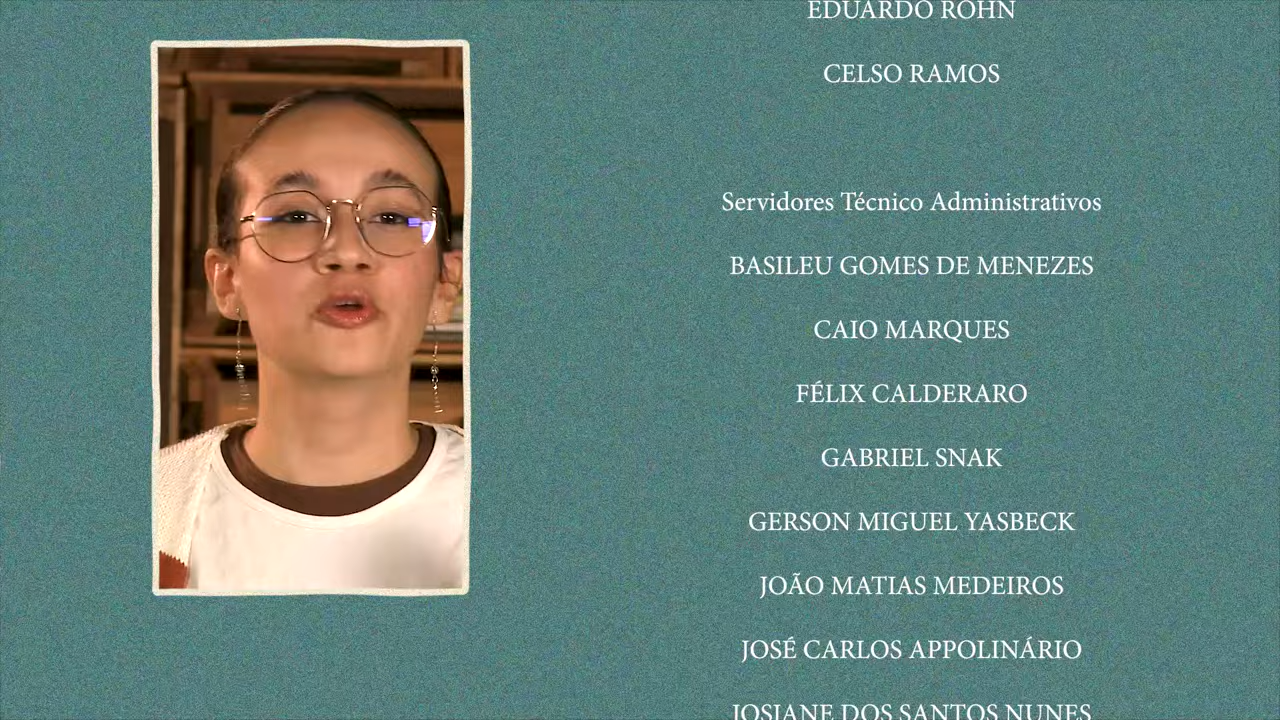 EDUARDO ROHN
CELSO RAMOS
Servidores Técnico Administrativos
BASILEU GOMES DE MENEZES
CAIO MARQUES
FÉLIX CALDERARO
GABRIEL SNAK
GERSON MIGUEL YASBECK
JOÃO MATIAS MEDEIROS
JOSÉ CARLOS APPOLINÁRIO
JOSIANE DOS SANTOS NUNES